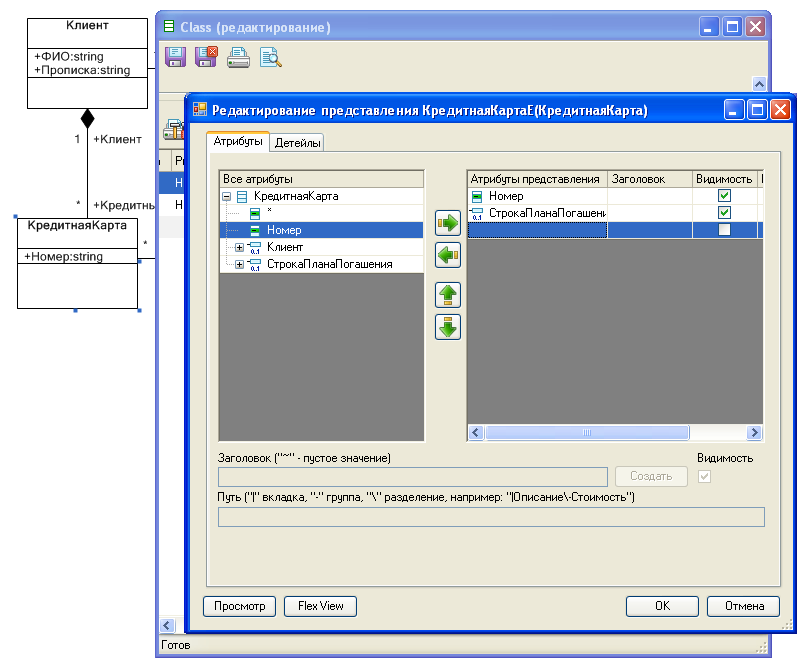 Клиент
+ФИО:string
+Прописка:string
1
+Клиент
*
+Кредитны
КредитнаяКарта
*
+Номер:string
Class (редактирование)
Редактирование представления КредитнаяКартаE(КредитнаяКарта)
Атрибуты
Детейлы
Все атрибуты
КредитнаяКарта
*
Номер
Клиент
СтрокаПланаПогашения
Атрибуты представления Заголовок Видимость
Номер
СтрокаПланаПогашени
Заголовок ("~" - пустое значение)
Видимость
Создать
Путь ("|" вкладка, "-" группа, "\" разделение, например: "|Описание\-Стоимость")
Просмотр
Flex View
OK
Отмена
Готов